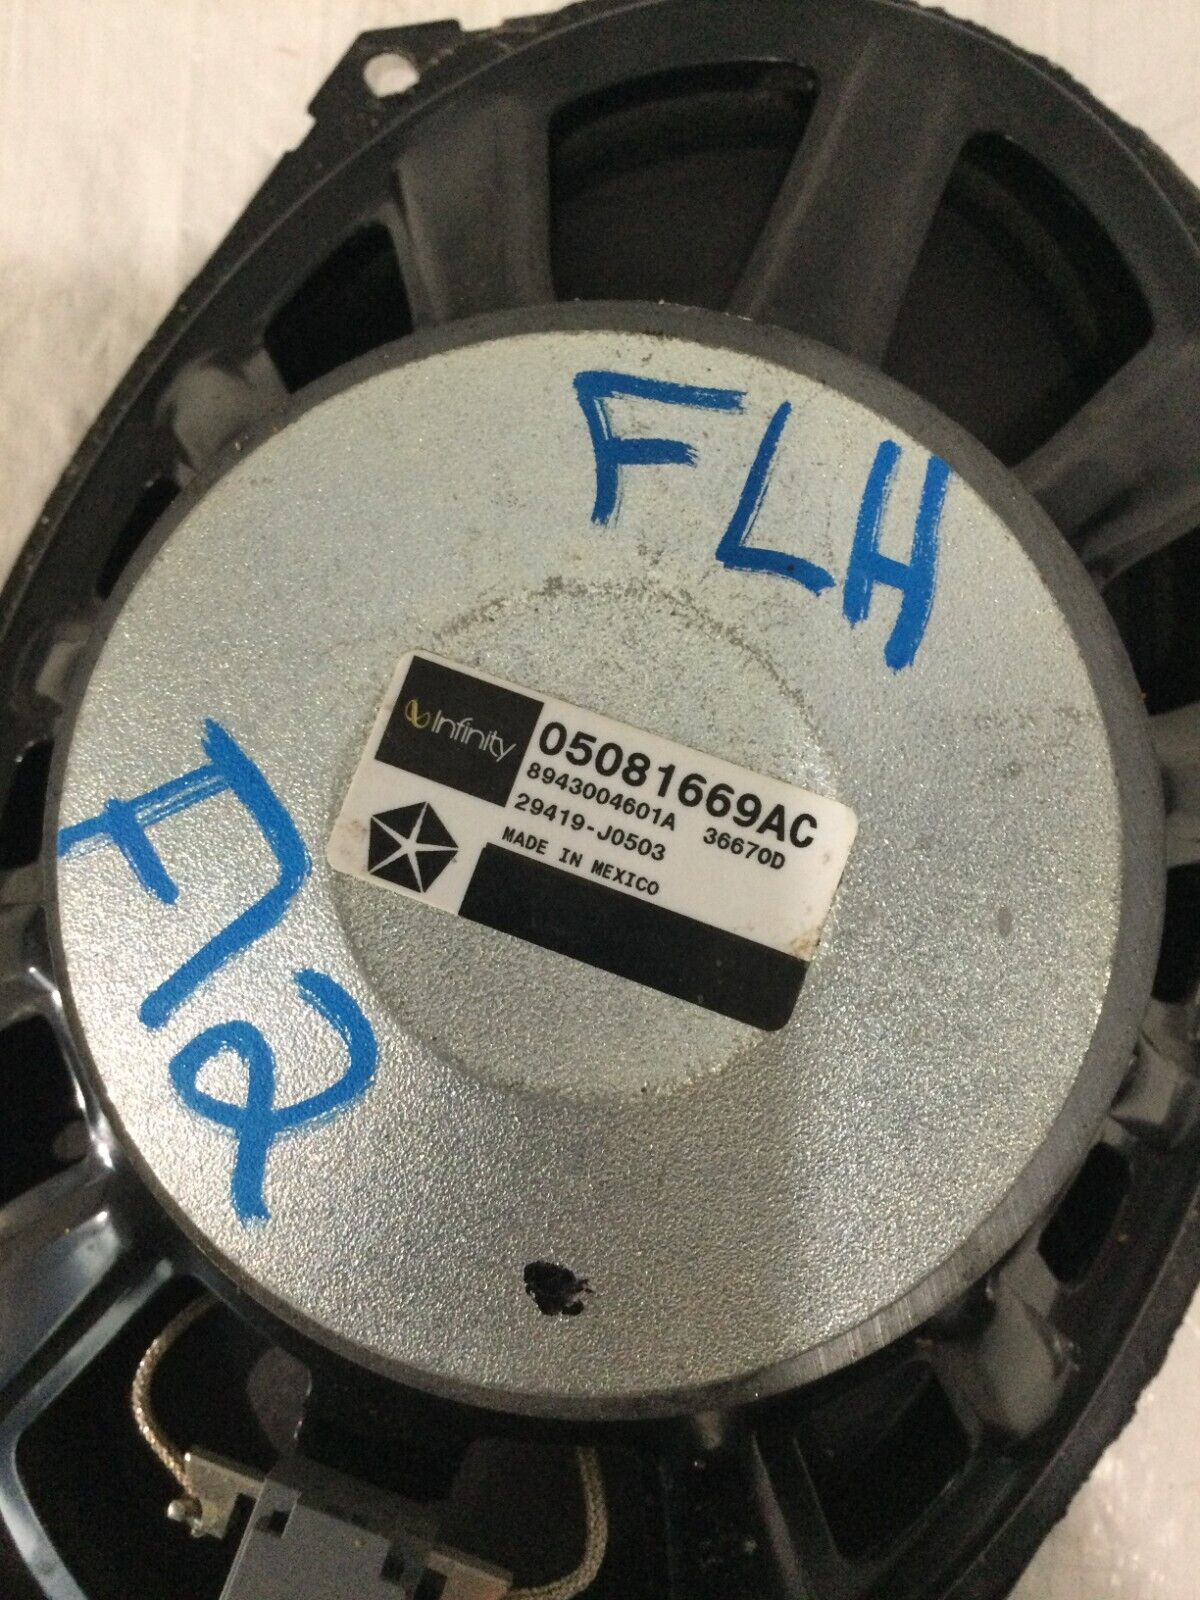 FLH
Infinity
05081669AC
8943004601A 36670D
29419-J0503
MADE IN MEXICO